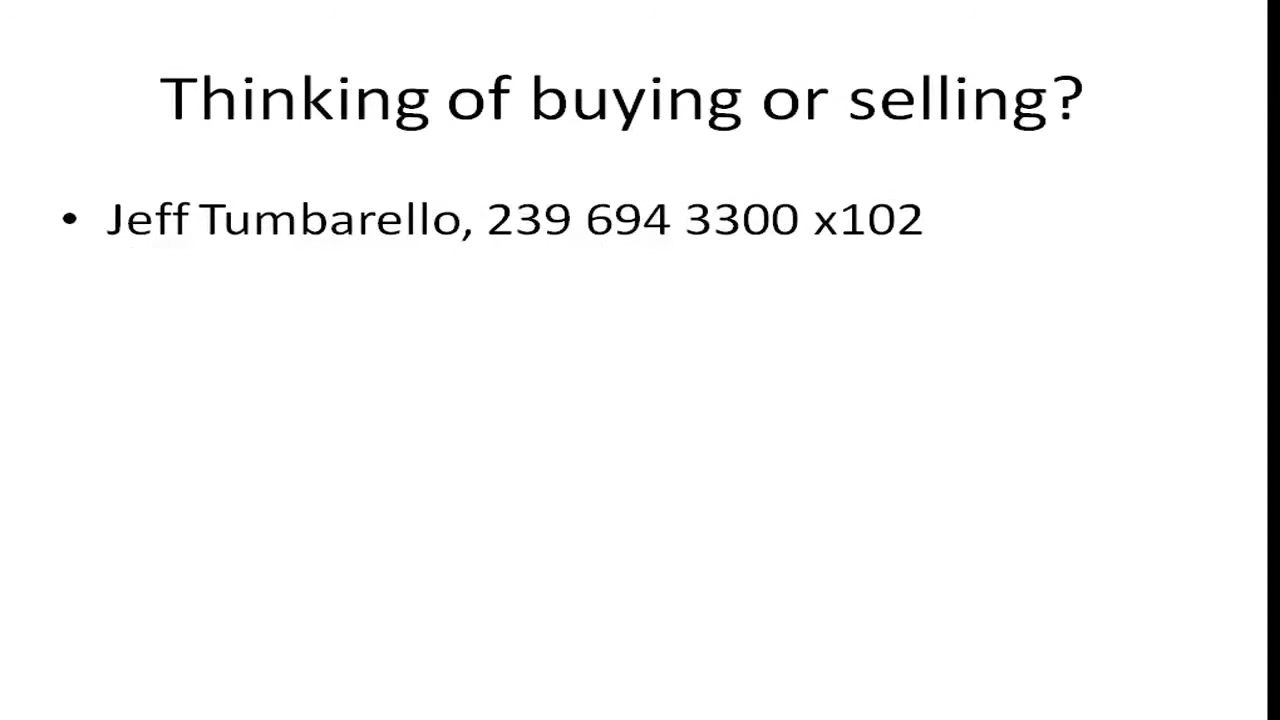 Thinking of buying or selling?
• Jeff Tumbarello, 239 694 3300 x102